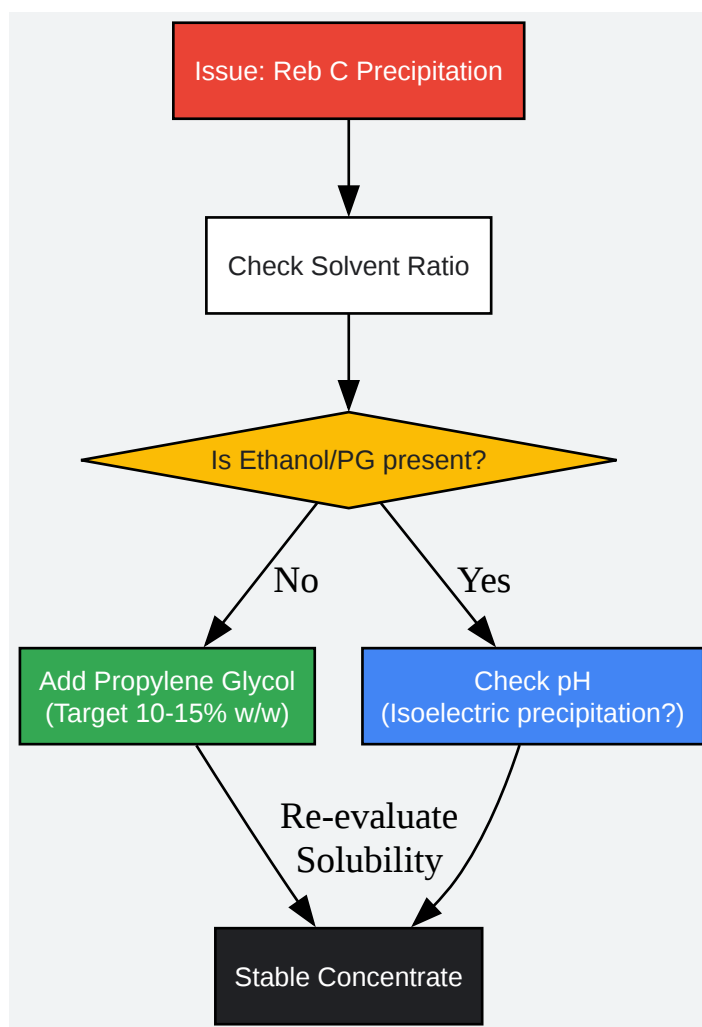 Issue: Reb C Precipitation
Check Solvent Ratio
Is Ethanol/PG present?
No
Yes
Add Propylene Glycol
(Target 10-15% w/w)
Check pH
(Isoelectric precipitation?)
Re-evaluate
Solubility
Stable Concentrate